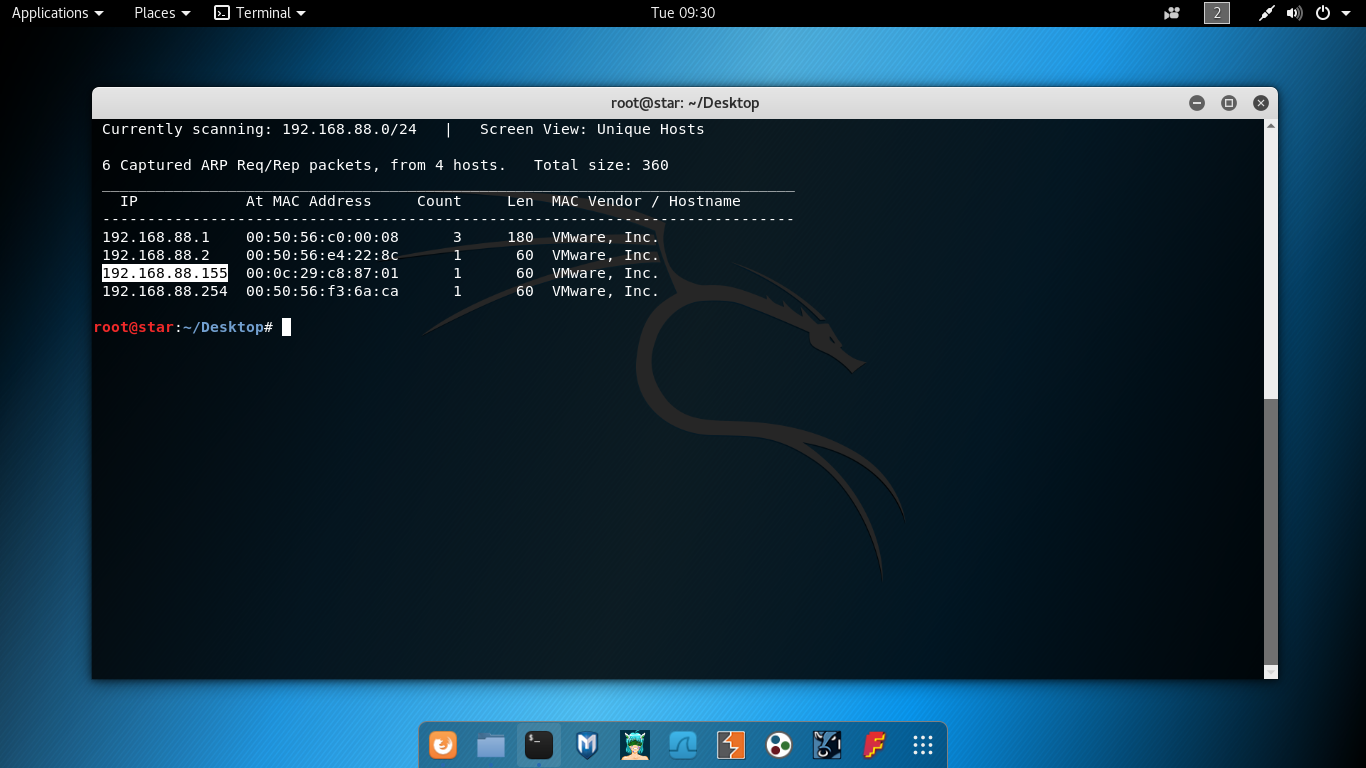 Applications Places Terminal Tue 09:30 2
root@star: ~/Desktop
Currently scanning: 192.168.88.0/24 | Screen View: Unique Hosts
6 Captured ARP Req/Rep packets, from 4 hosts. Total size: 360
_____________________________________________________________________________
IP At MAC Address Count Len MAC Vendor / Hostname
-----------------------------------------------------------------------------
192.168.88.1 00:50:56:c0:00:08 3 180 VMware, Inc.
192.168.88.2 00:50:56:e4:22:8c 1 60 VMware, Inc.
192.168.88.155 00:0c:29:c8:87:01 1 60 VMware, Inc.
192.168.88.254 00:50:56:f3:6a:ca 1 60 VMware, Inc.
root@star:~/Desktop#